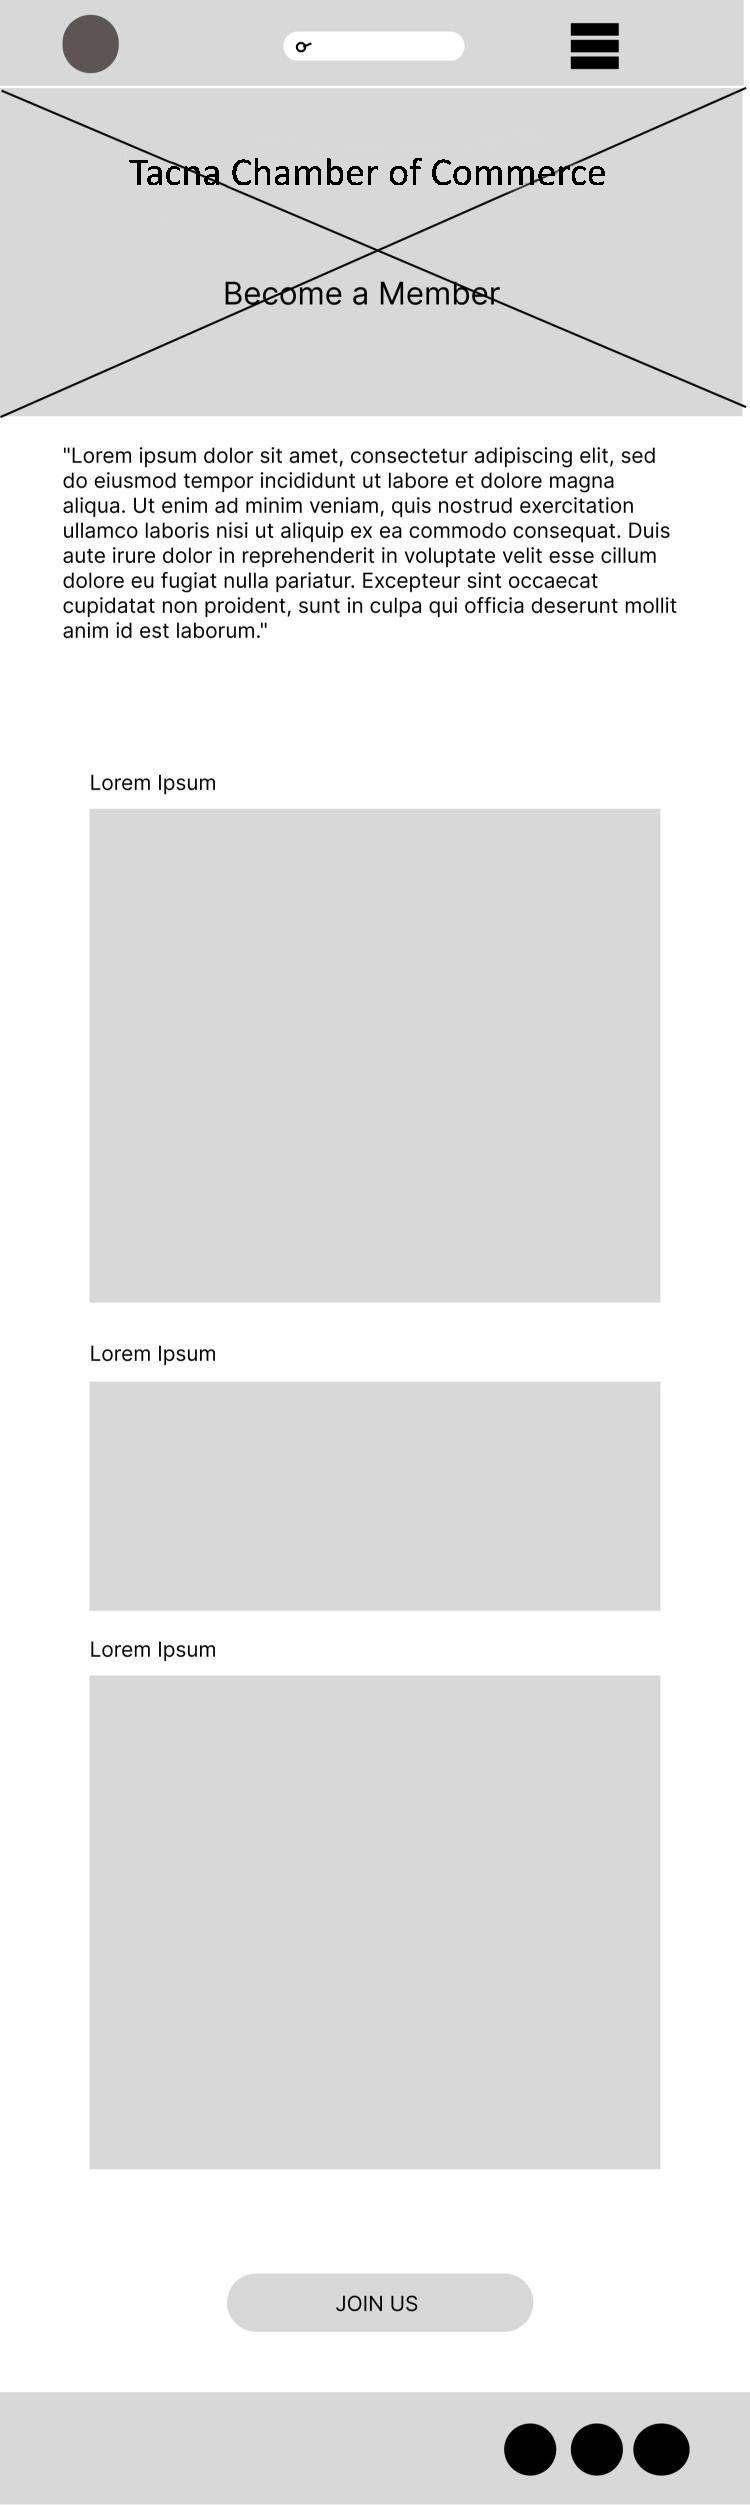 Tacna Chamber of Commerce
Become a Member
"Lorem ipsum dolor sit amet, consectetur adipiscing elit, sed
do eiusmod tempor incididunt ut labore et dolore magna
aliqua. Ut enim ad minim veniam, quis nostrud exercitation
ullamco laboris nisi ut aliquip ex ea commodo consequat. Duis
aute irure dolor in reprehenderit in voluptate velit esse cillum
dolore eu fugiat nulla pariatur. Excepteur sint occaecat
cupidatat non proident, sunt in culpa qui officia deserunt mollit
anim id est laborum."
Lorem Ipsum
Lorem Ipsum
Lorem Ipsum
JOIN US